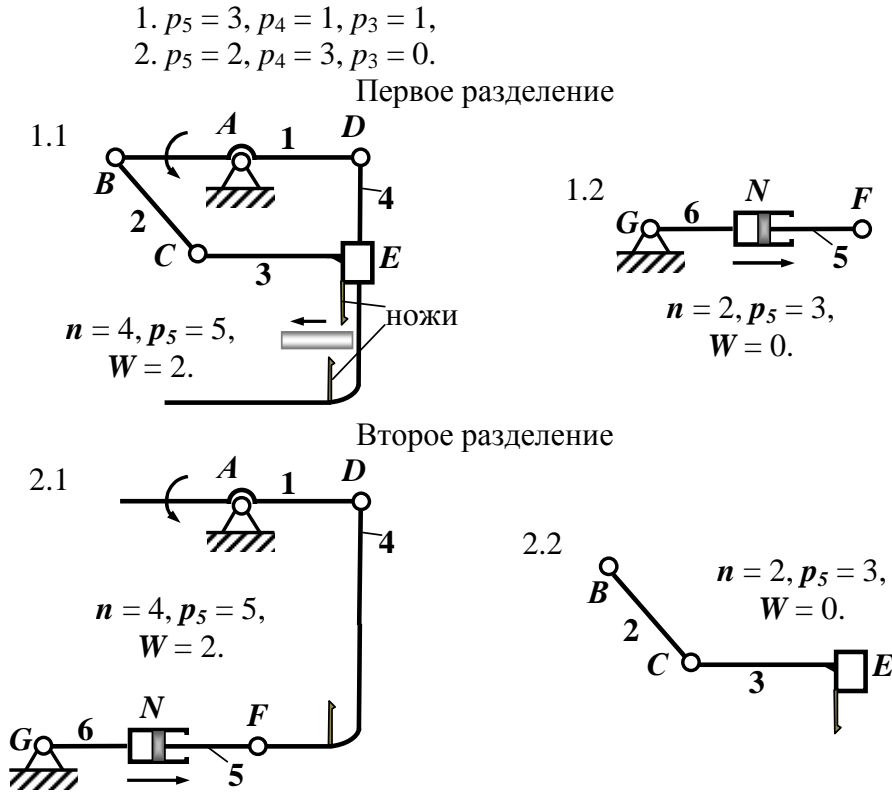 1. p₅ = 3, p₄ = 1, p₃ = 1,
2. p₅ = 2, p₄ = 3, p₃ = 0.
Первое разделение
1.1
A
1
D
B
4
2
C
3
E
ножи
n = 4, p₅ = 5,
W = 2.
1.2
G
6
N
F
5
n = 2, p₅ = 3,
W = 0.
Второе разделение
2.1
A
1
D
4
n = 4, p₅ = 5,
W = 2.
G
6
N
F
5
2.2
B
2
C
3
E
n = 2, p₅ = 3,
W = 0.